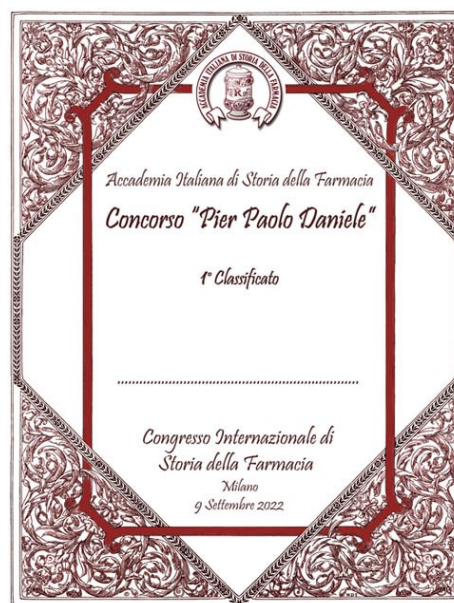 ACCADEMIA ITALIANA DI STORIA DELLA FARMACIA
Accademia Italiana di Storia della Farmacia
Concorso "Pier Paolo Daniele"
1° Classificato
Congresso Internazionale di
Storia della Farmacia
Milano
9 Settembre 2022